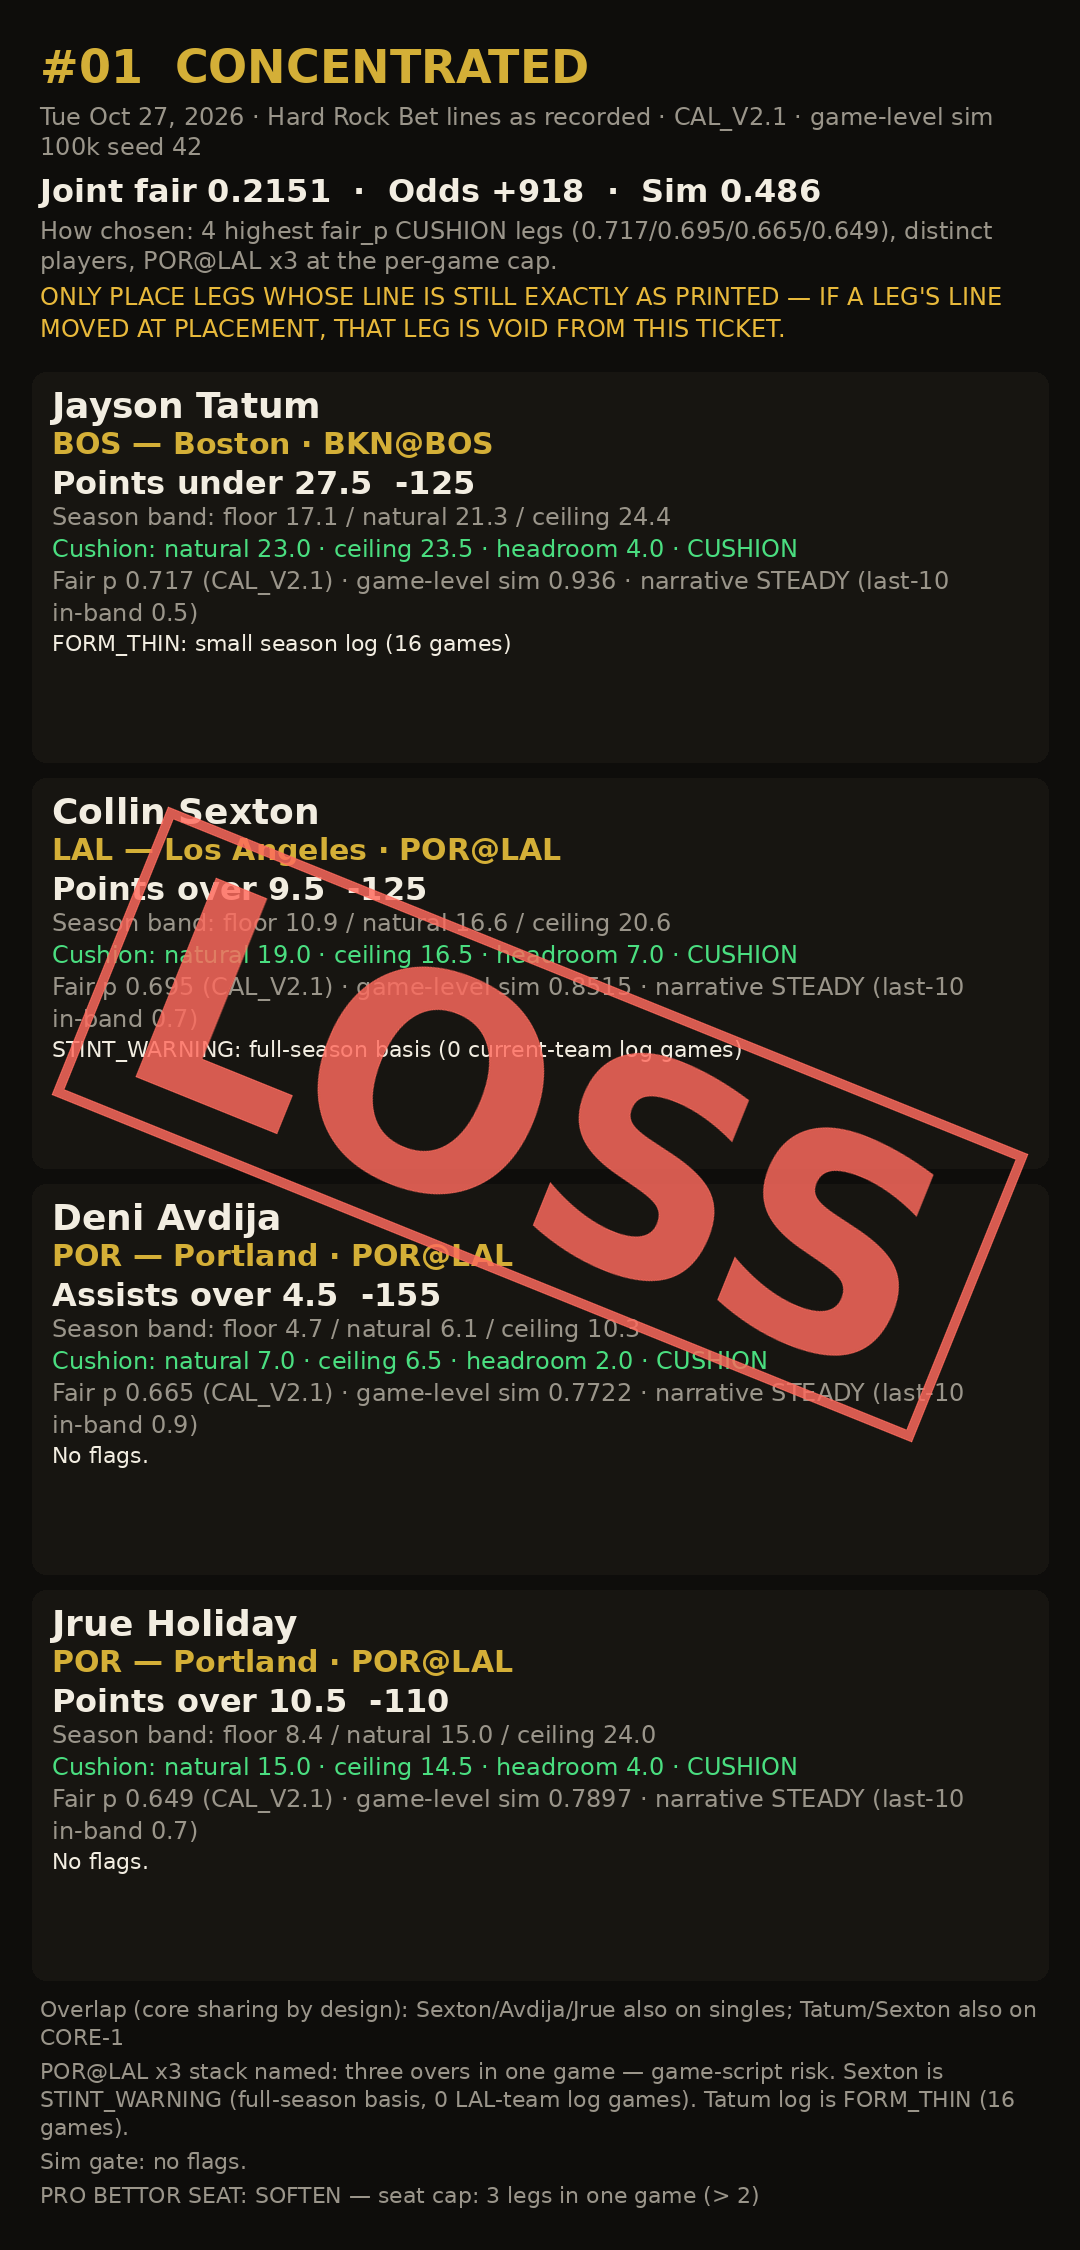 #01  CONCENTRATED
Tue Oct 27, 2026 · Hard Rock Bet lines as recorded · CAL_V2.1 · game-level sim
100k seed 42
Joint fair 0.2151  ·  Odds +918  ·  Sim 0.486
How chosen: 4 highest fair_p CUSHION legs (0.717/0.695/0.665/0.649), distinct
players, POR@LAL x3 at the per-game cap.
ONLY PLACE LEGS WHOSE LINE IS STILL EXACTLY AS PRINTED — IF A LEG'S LINE
MOVED AT PLACEMENT, THAT LEG IS VOID FROM THIS TICKET.
Jayson Tatum
BOS — Boston · BKN@BOS
Points under 27.5  -125
Season band: floor 17.1 / natural 21.3 / ceiling 24.4
Cushion: natural 23.0 · ceiling 23.5 · headroom 4.0 · CUSHION
Fair p 0.717 (CAL_V2.1) · game-level sim 0.936 · narrative STEADY (last-10
in-band 0.5)
FORM_THIN: small season log (16 games)
Collin Sexton
LAL — Los Angeles · POR@LAL
Points over 9.5  -125
Season band: floor 10.9 / natural 16.6 / ceiling 20.6
Cushion: natural 19.0 · ceiling 16.5 · headroom 7.0 · CUSHION
Fair p 0.695 (CAL_V2.1) · game-level sim 0.8515 · narrative STEADY (last-10
in-band 0.7)
STINT_WARNING: full-season basis (0 current-team log games)
LOSS
Deni Avdija
POR — Portland · POR@LAL
Assists over 4.5  -155
Season band: floor 4.7 / natural 6.1 / ceiling 10.3
Cushion: natural 7.0 · ceiling 6.5 · headroom 2.0 · CUSHION
Fair p 0.665 (CAL_V2.1) · game-level sim 0.7722 · narrative STEADY (last-10
in-band 0.9)
No flags.
Jrue Holiday
POR — Portland · POR@LAL
Points over 10.5  -110
Season band: floor 8.4 / natural 15.0 / ceiling 24.0
Cushion: natural 15.0 · ceiling 14.5 · headroom 4.0 · CUSHION
Fair p 0.649 (CAL_V2.1) · game-level sim 0.7897 · narrative STEADY (last-10
in-band 0.7)
No flags.
Overlap (core sharing by design): Sexton/Avdija/Jrue also on singles; Tatum/Sexton also on
CORE-1
POR@LAL x3 stack named: three overs in one game — game-script risk. Sexton is
STINT_WARNING (full-season basis, 0 LAL-team log games). Tatum log is FORM_THIN (16
games).
Sim gate: no flags.
PRO BETTOR SEAT: SOFTEN — seat cap: 3 legs in one game (> 2)